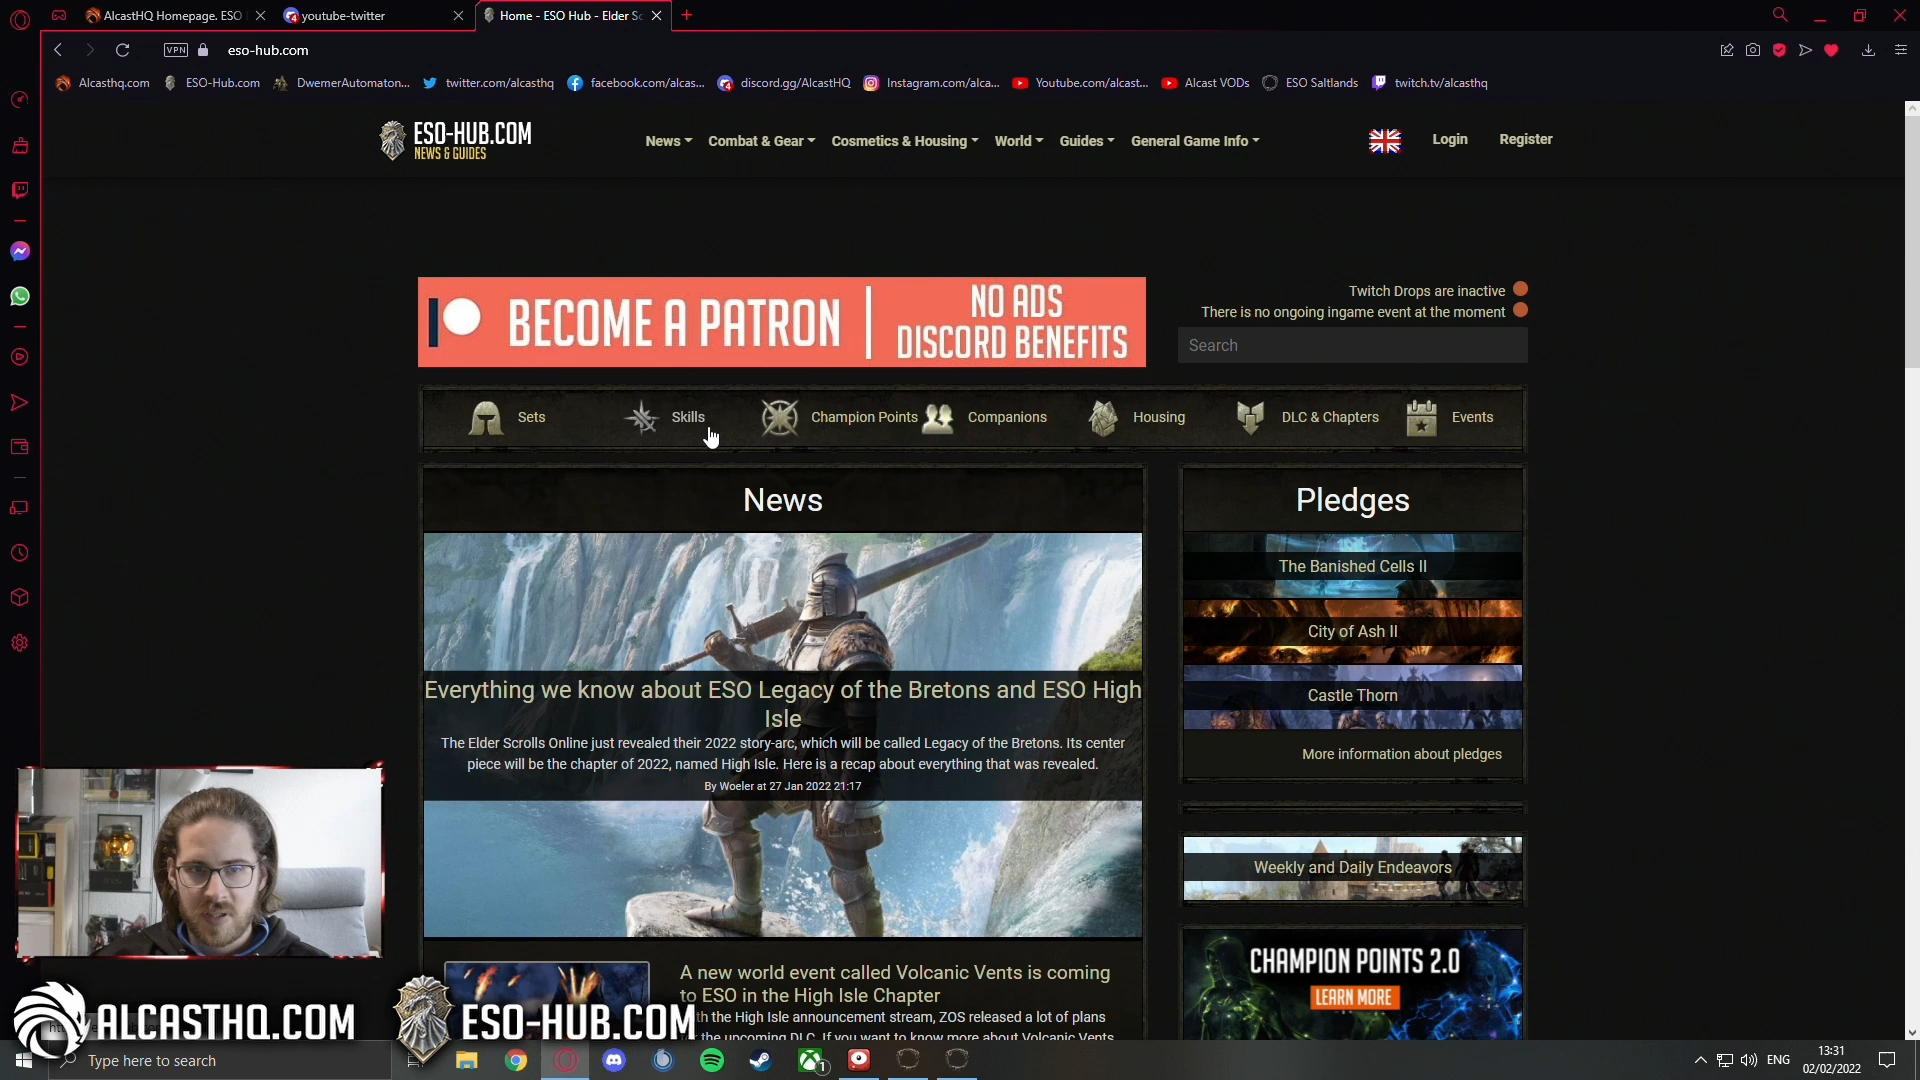 AlcastHQ Homepage. ESO
youtube-twitter
Home - ESO Hub - Elder Sc
VPN
eso-hub.com
Alcasthq.com
ESO-Hub.com
DwemerAutomaton...
twitter.com/alcasthq
facebook.com/alcas...
discord.gg/AlcastHQ
Instagram.com/alca...
Youtube.com/alcast...
Alcast VODs
ESO Saltlands
twitch.tv/alcasthq
ESO-HUB.COM
NEWS & GUIDES
News
Combat & Gear
Cosmetics & Housing
World
Guides
General Game Info
Login
Register
BECOME A PATRON
NO ADS
DISCORD BENEFITS
Twitch Drops are inactive
There is no ongoing ingame event at the moment
Search
Sets
Skills
Champion Points
Companions
Housing
DLC & Chapters
Events
News
Everything we know about ESO Legacy of the Bretons and ESO High
Isle
The Elder Scrolls Online just revealed their 2022 story-arc, which will be called Legacy of the Bretons. Its center
piece will be the chapter of 2022, named High Isle. Here is a recap about everything that was revealed.
By Woeler at 27 Jan 2022 21:17
A new world event called Volcanic Vents is coming
to ESO in the High Isle Chapter
the High Isle announcement stream, ZOS released a lot of plans
the upcoming DLC. If you want to know more about Volcanic Vents
Pledges
The Banished Cells II
City of Ash II
Castle Thorn
More information about pledges
Weekly and Daily Endeavors
CHAMPION POINTS 2.0
LEARN MORE
ALCASTHQ.COM
ESO-HUB.COM
Type here to search
1
ENG
13:31
02/02/2022